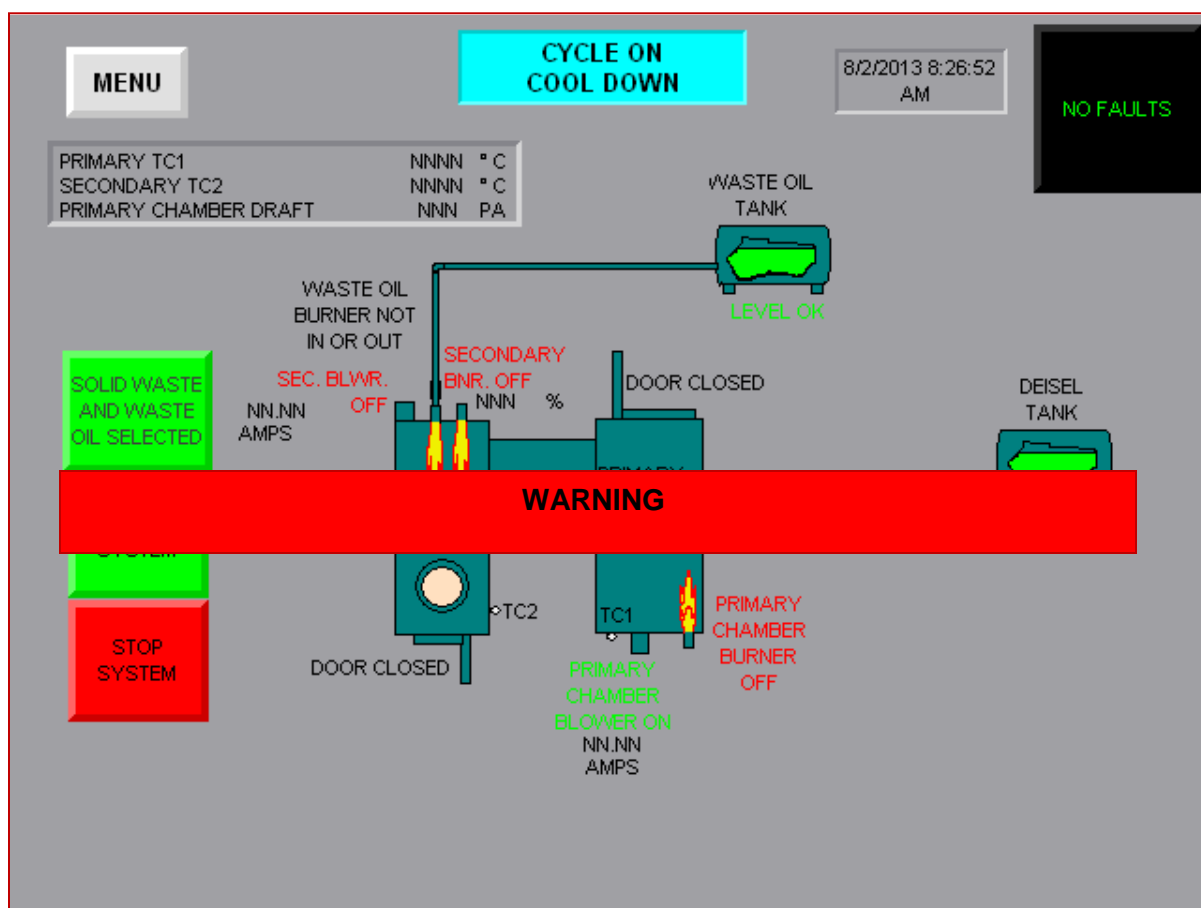 MENU
CYCLE ON
COOL DOWN
8/2/2013 8:26:52
AM
NO FAULTS
PRIMARY TC1 NNNN °C
SECONDARY TC2 NNNN °C
PRIMARY CHAMBER DRAFT NNN PA
WASTE OIL
TANK
LEVEL OK
WASTE OIL
BURNER NOT
IN OR OUT
SECONDARY
BNR. OFF
NNN %
SEC. BLWR.
OFF
NN.NN
AMPS
DOOR CLOSED
DEISEL
TANK
SOLID WASTE
AND WASTE
OIL SELECTED
PRIMARY
WARNING
SYSTEM
STOP
SYSTEM
TC2
DOOR CLOSED
TC1
PRIMARY
CHAMBER
BURNER
OFF
PRIMARY
CHAMBER
BLOWER ON
NN.NN
AMPS